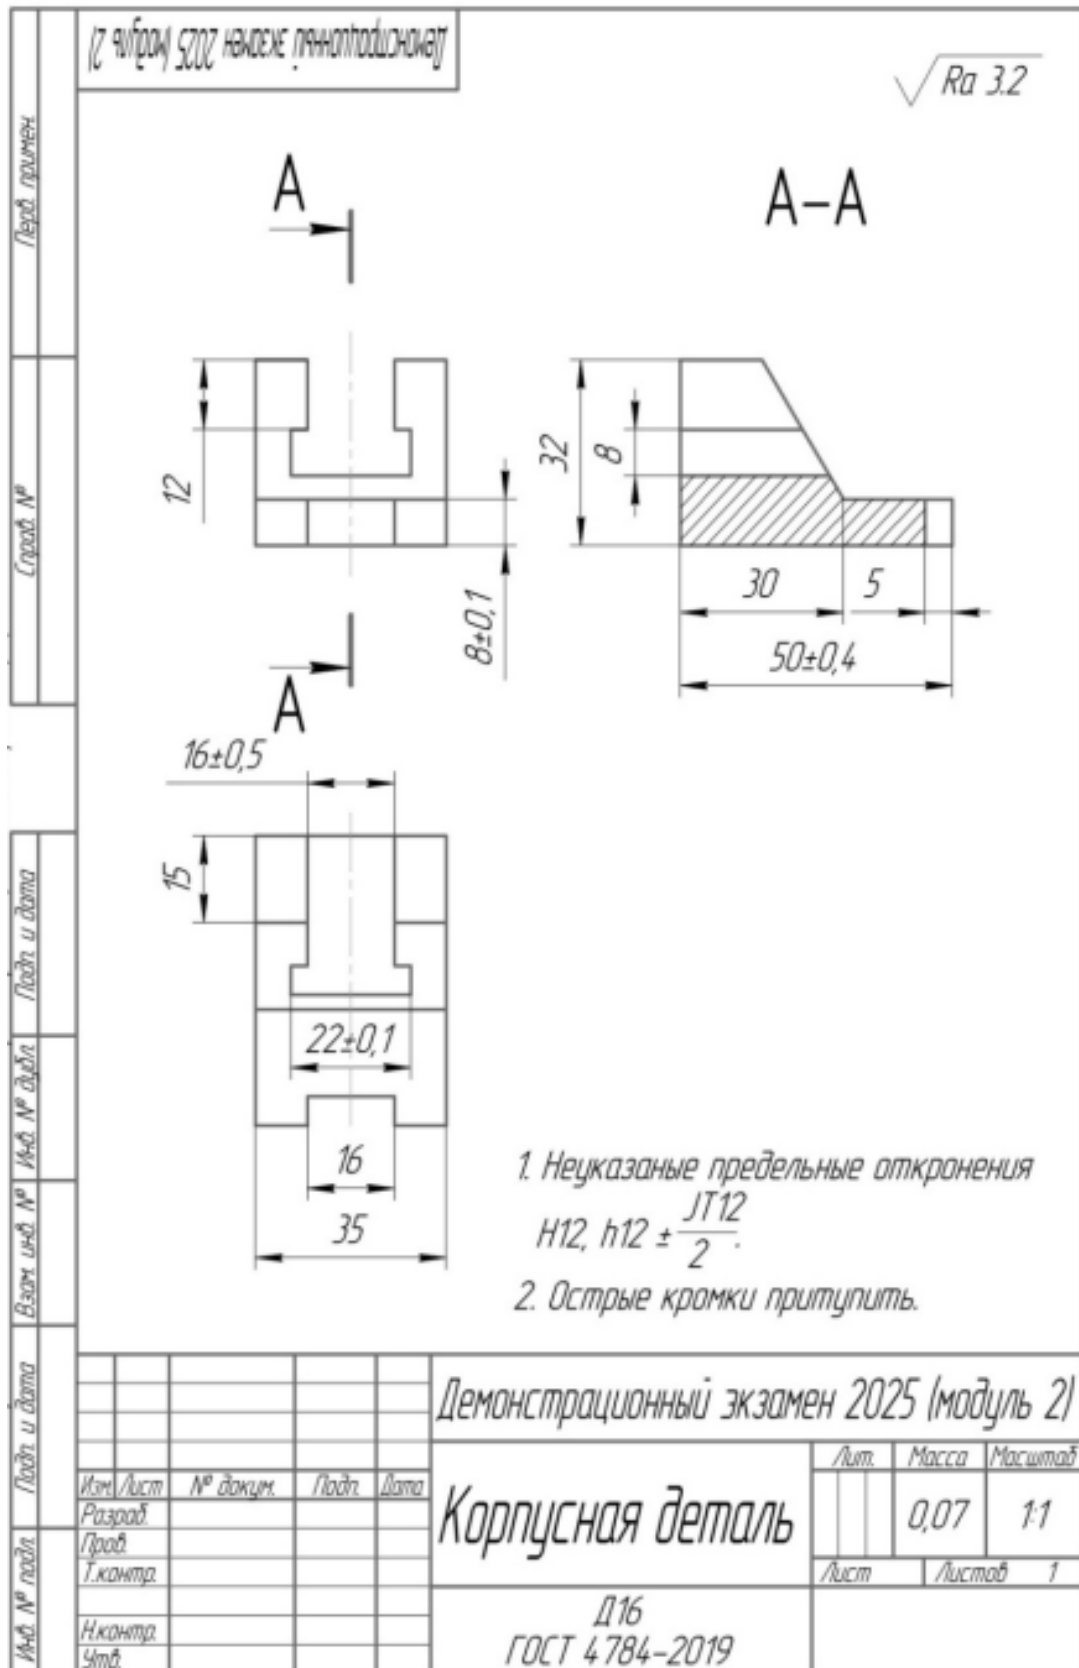 Демонстрационный экзамен 2025 (модуль 2)
Ra 3.2
А
А-А
12
8±0,1
32
8
30
5
50±0,4
А
16±0,5
15
22±0,1
16
35
1. Неуказаные предельные откронения
H12, h12 ± JT12
2.
2. Острые кромки притупить.
Перв. примен.
Справ. №
Подп. и дата
Инв. № дубл.
Взам. инв. №
Подп. и дата
Инв. № подл.
Демонстрационный экзамен 2025 (модуль 2)
Изм. Лист № докум. Подп. Дата
Разраб.
Пров.
Т.контр.
Н.контр.
Утв.
Корпусная деталь
Лит. Масса Масштаб
0,07 1:1
Лист Листов 1
Д16
ГОСТ 4784-2019